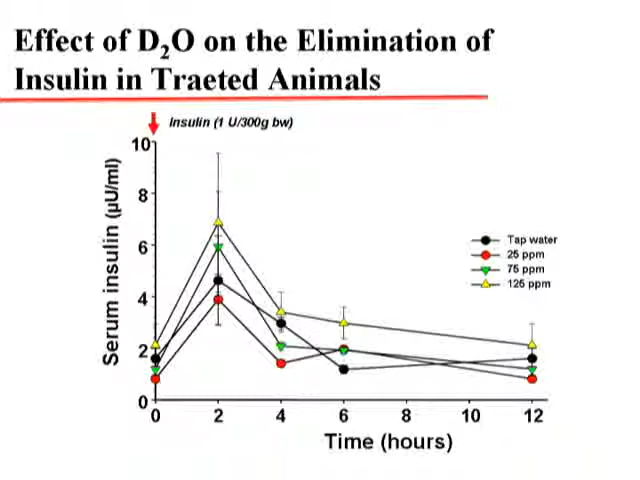 Effect of D₂O on the Elimination of
Insulin in Traeted Animals
Insulin (1 U/300g bw)
10
8
6
4
2
0
Serum insulin (µU/ml)
Tap water
25 ppm
75 ppm
125 ppm
0 2 4 6 8 10 12
Time (hours)